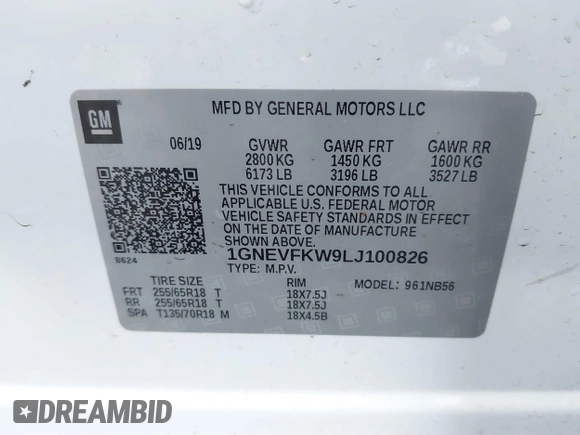 GM
MFD BY GENERAL MOTORS LLC
06/19 GVWR GAWR FRT GAWR RR
2800 KG 1450 KG 1600 KG
6173 LB 3196 LB 3527 LB
THIS VEHICLE CONFORMS TO ALL
APPLICABLE U.S. FEDERAL MOTOR
VEHICLE SAFETY STANDARDS IN EFFECT
ON THE DATE OF MANUFACTURE
SHOWN ABOVE.
8624
1GNEVFKW9LJ100826
TYPE: M.P.V.
TIRE SIZE RIM MODEL: 961NB56
FRT 255/65R18 T 18X7.5J
RR 255/65R18 T 18X7.5J
SPA T135/70R18 M 18X4.5B
DREAMBID